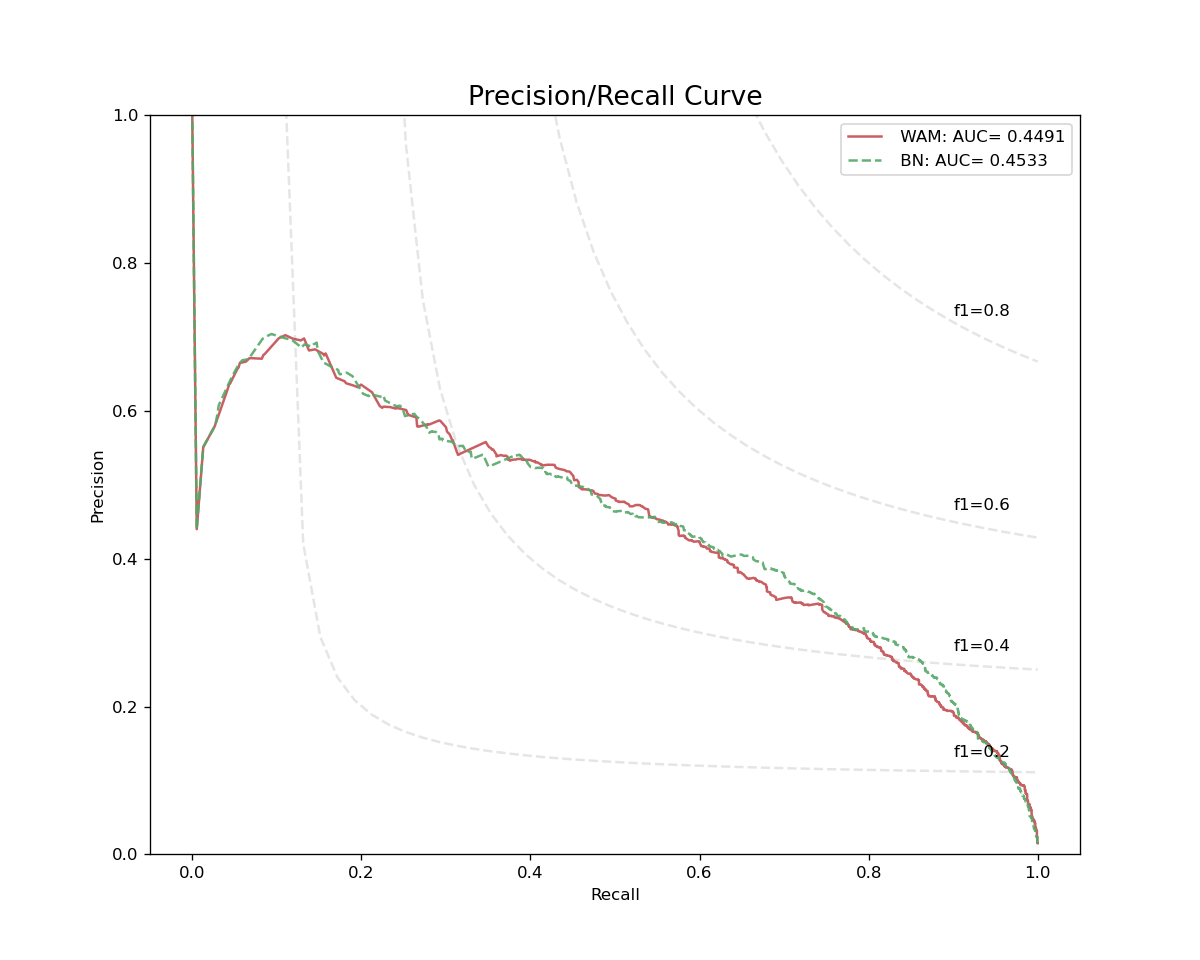 Precision/Recall Curve
WAM: AUC= 0.4491
BN: AUC= 0.4533
1.0
0.8
0.6
0.4
0.2
0.0
Precision
f1=0.8
f1=0.6
f1=0.4
f1=0.2
0.0 0.2 0.4 0.6 0.8 1.0
Recall